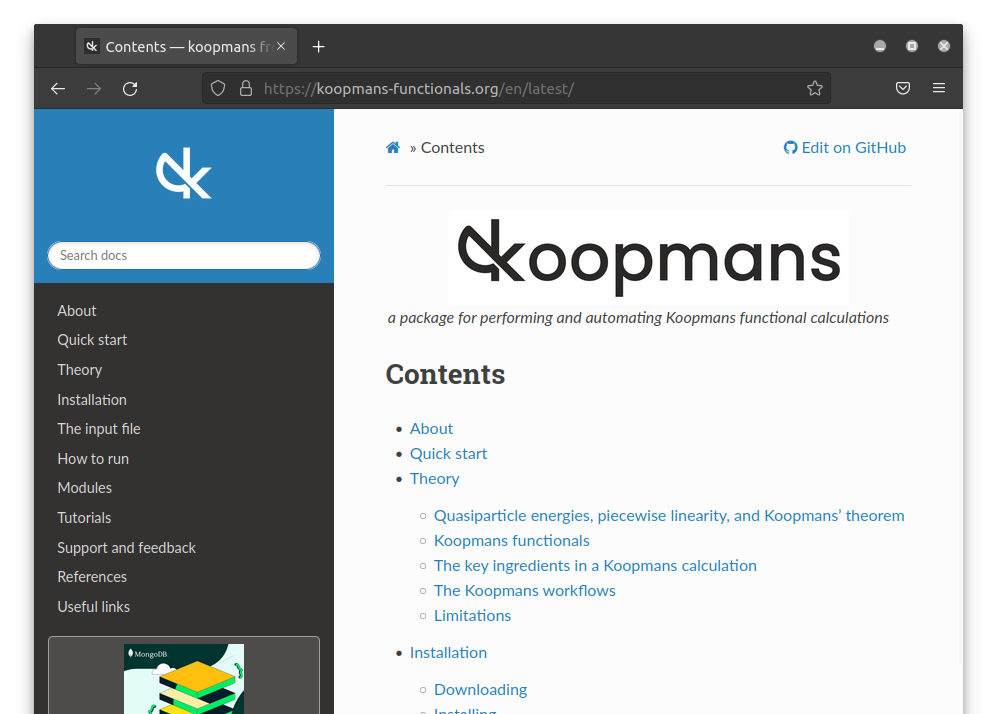 Contents — koopmans fr
https://koopmans-functionals.org/en/latest/
Search docs
About
Quick start
Theory
Installation
The input file
How to run
Modules
Tutorials
Support and feedback
References
Useful links
MongoDB
» Contents
Edit on GitHub
koopmans
a package for performing and automating Koopmans functional calculations
Contents
• About
• Quick start
• Theory
◦ Quasiparticle energies, piecewise linearity, and Koopmans’ theorem
◦ Koopmans functionals
◦ The key ingredients in a Koopmans calculation
◦ The Koopmans workflows
◦ Limitations
• Installation
◦ Downloading
◦ Installing